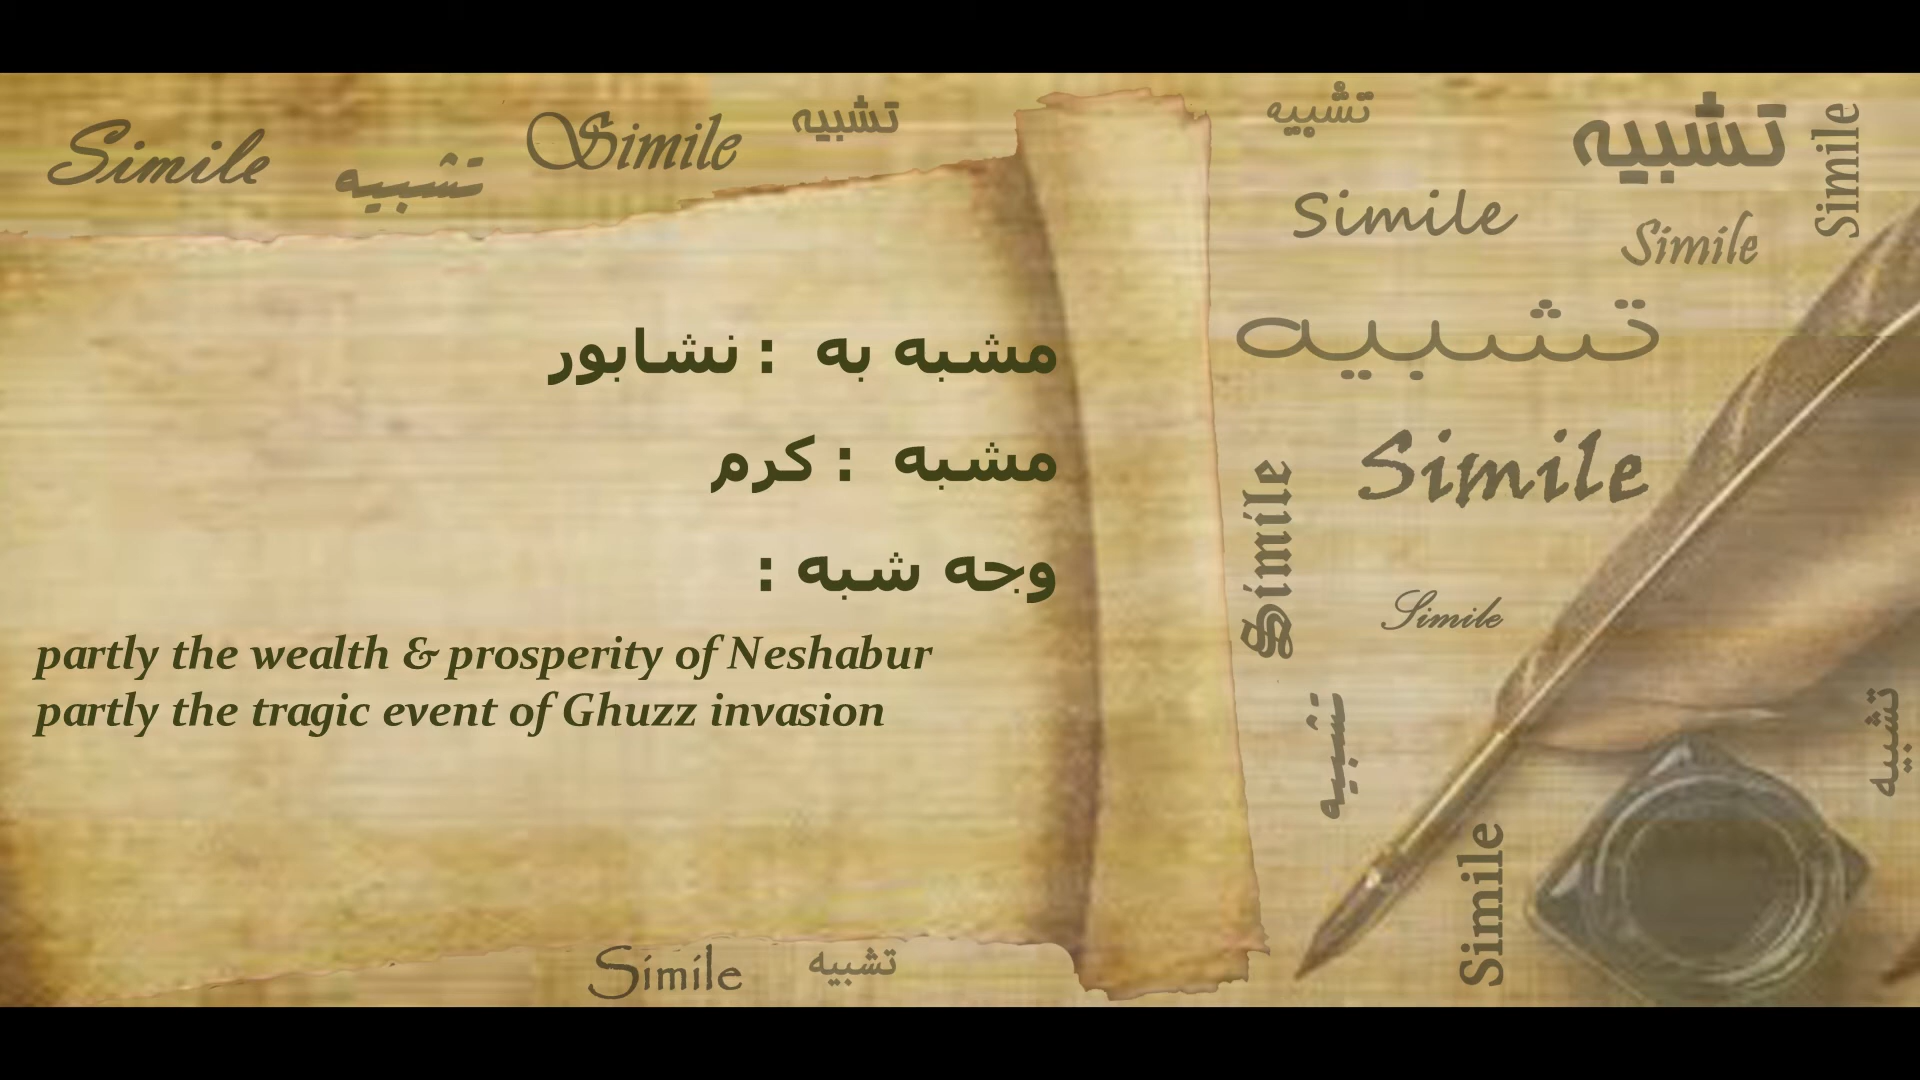 Simile
تشبیه
Simile
تشبیه
تشبیه
تشبیه
Simile
Simile
Simile
تشبیه
مشبه به : نشابور
مشبه : کرم
وجه شبه :
partly the wealth & prosperity of Neshabur
partly the tragic event of Ghuzz invasion
Simile
Simile
Simile
تشبیه
تشبیه
Simile
Simile
تشبیه